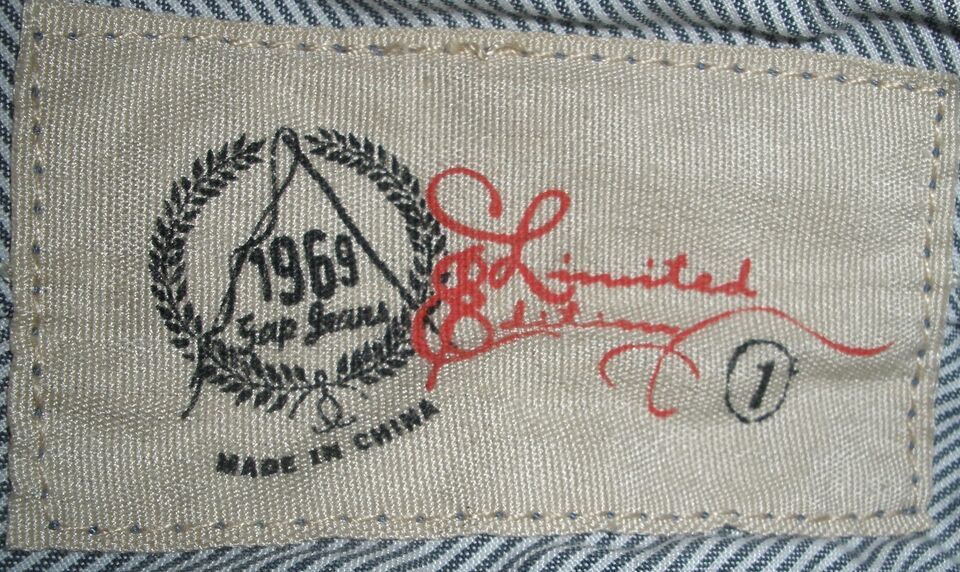 1969
Gap Jeans
MADE IN CHINA
Limited
Edition
1